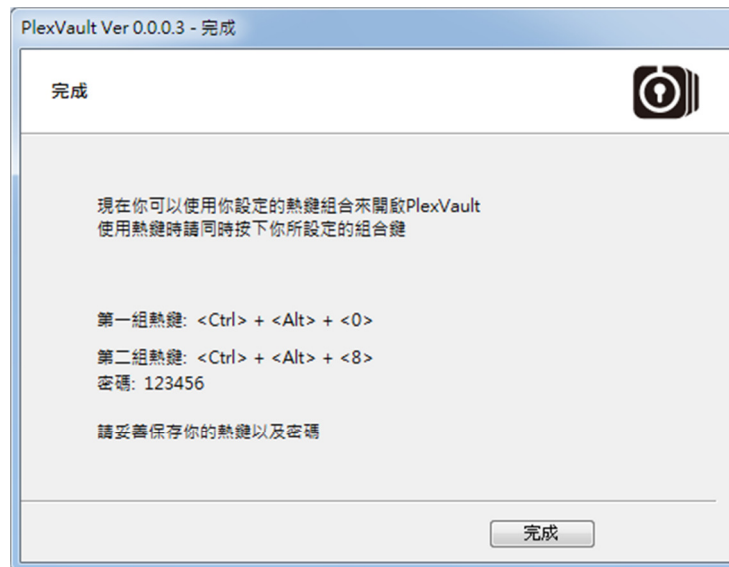 PlexVault Ver 0.0.0.3 - 完成
完成
現在你可以使用你設定的熱鍵組合來開啟PlexVault
使用熱鍵時請同時按下你所設定的組合鍵
第一組熱鍵: <Ctrl> + <Alt> + <0>
第二組熱鍵: <Ctrl> + <Alt> + <8>
密碼: 123456
請妥善保存你的熱鍵以及密碼
完成